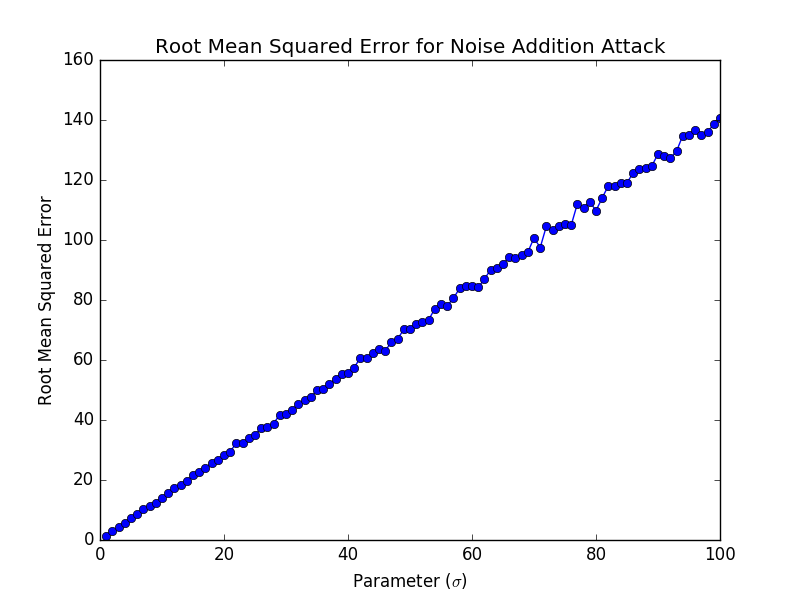 Root Mean Squared Error for Noise Addition Attack
160
140
120
100
80
60
40
20
0
Root Mean Squared Error
0 20 40 60 80 100
Parameter (σ)